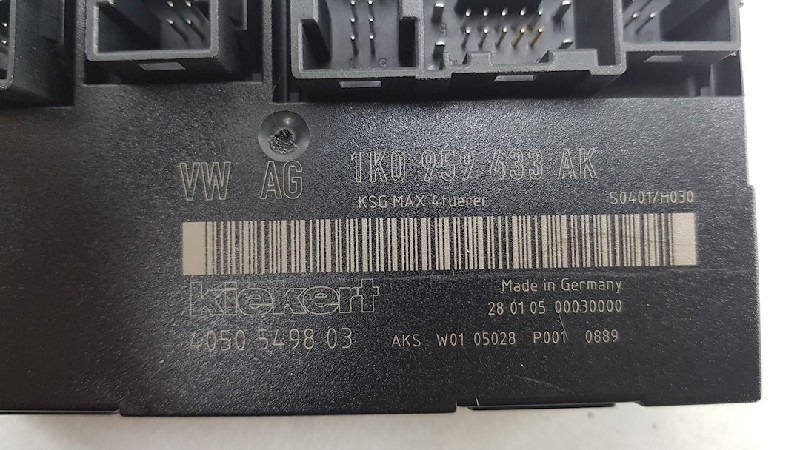 VW AG 1K0 959 433 AK
KSG MAX 4tuerer S0401/H030
kiekert
Made in Germany
28 01 05 00030000
4050 5498 03 AKS W01 05028 P001 0889